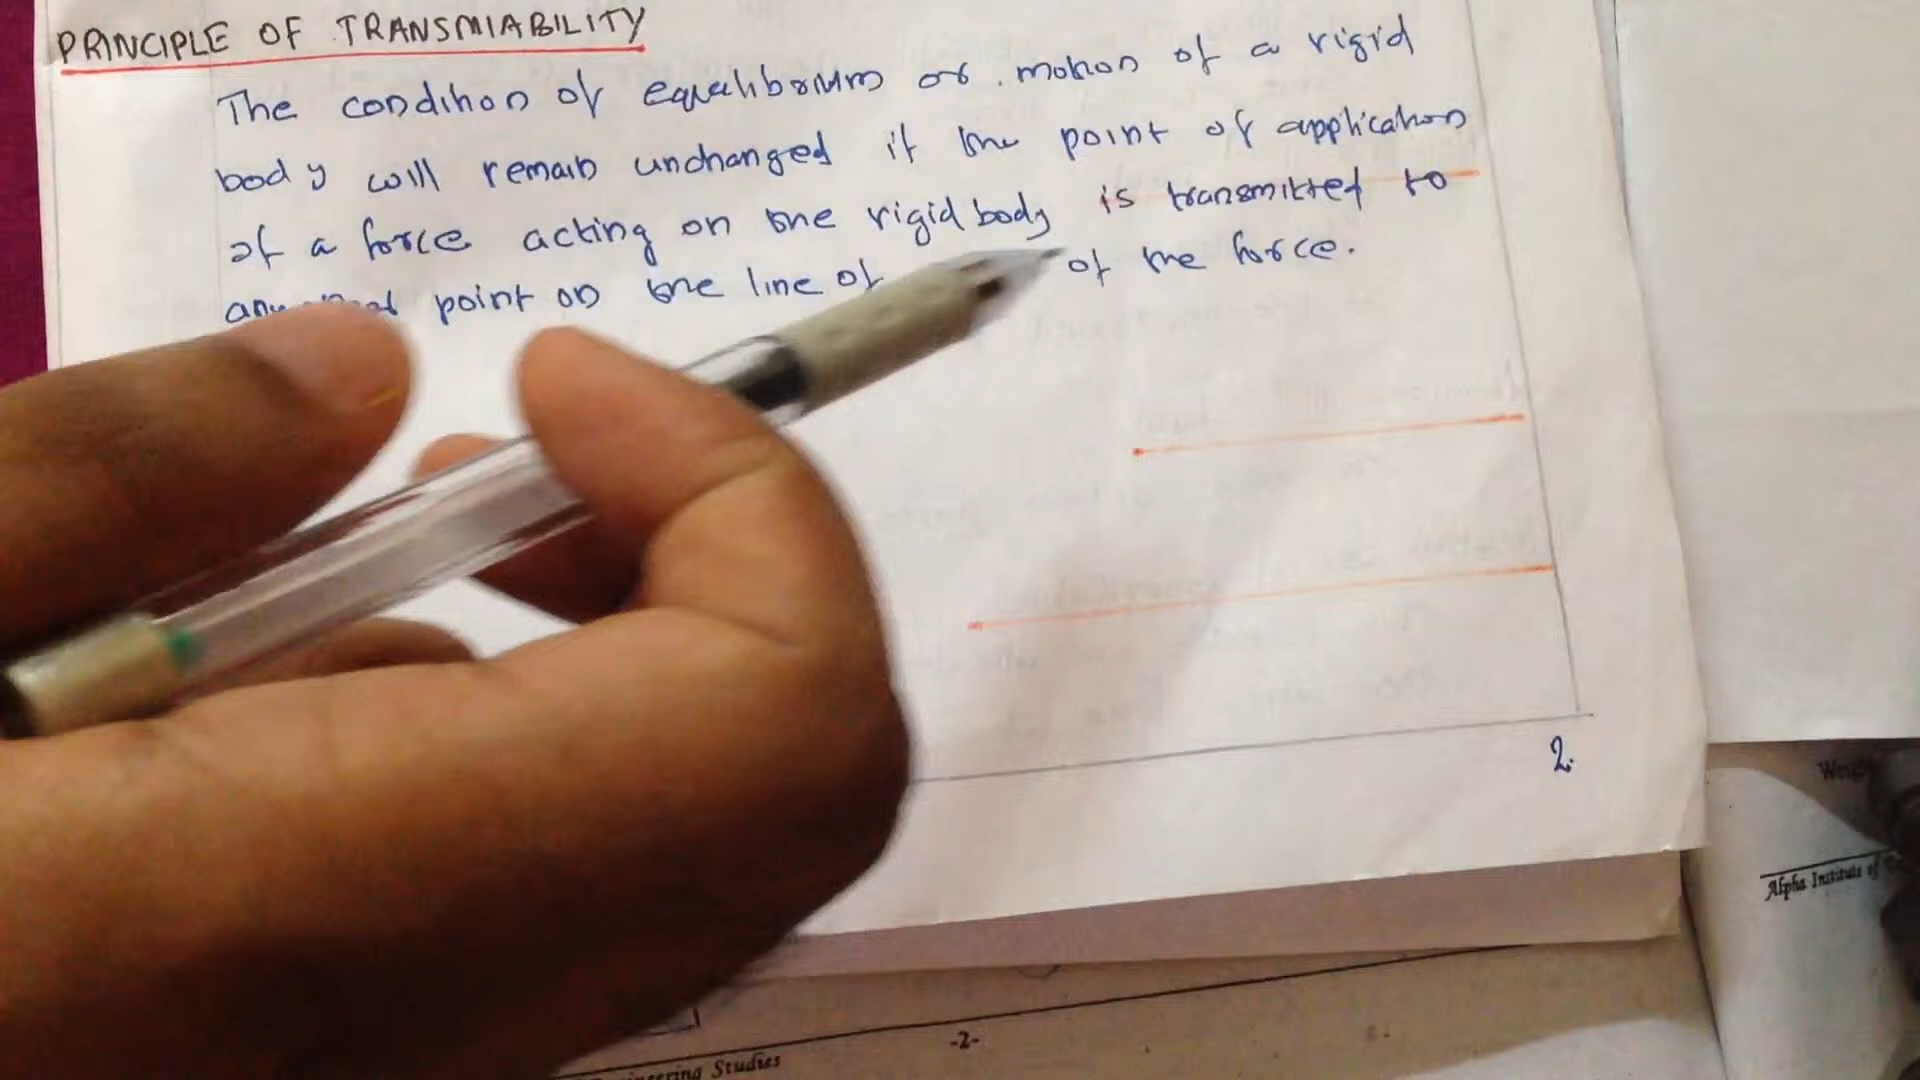 PRINCIPLE OF TRANSMIABILITY
The condition of equilibrium or motion of a rigid
body will remain unchanged if the point of application
of a force acting on the rigid body is transmitted to
point on the line of of the force.
2.
Alpha Institute of
-2-
Studies